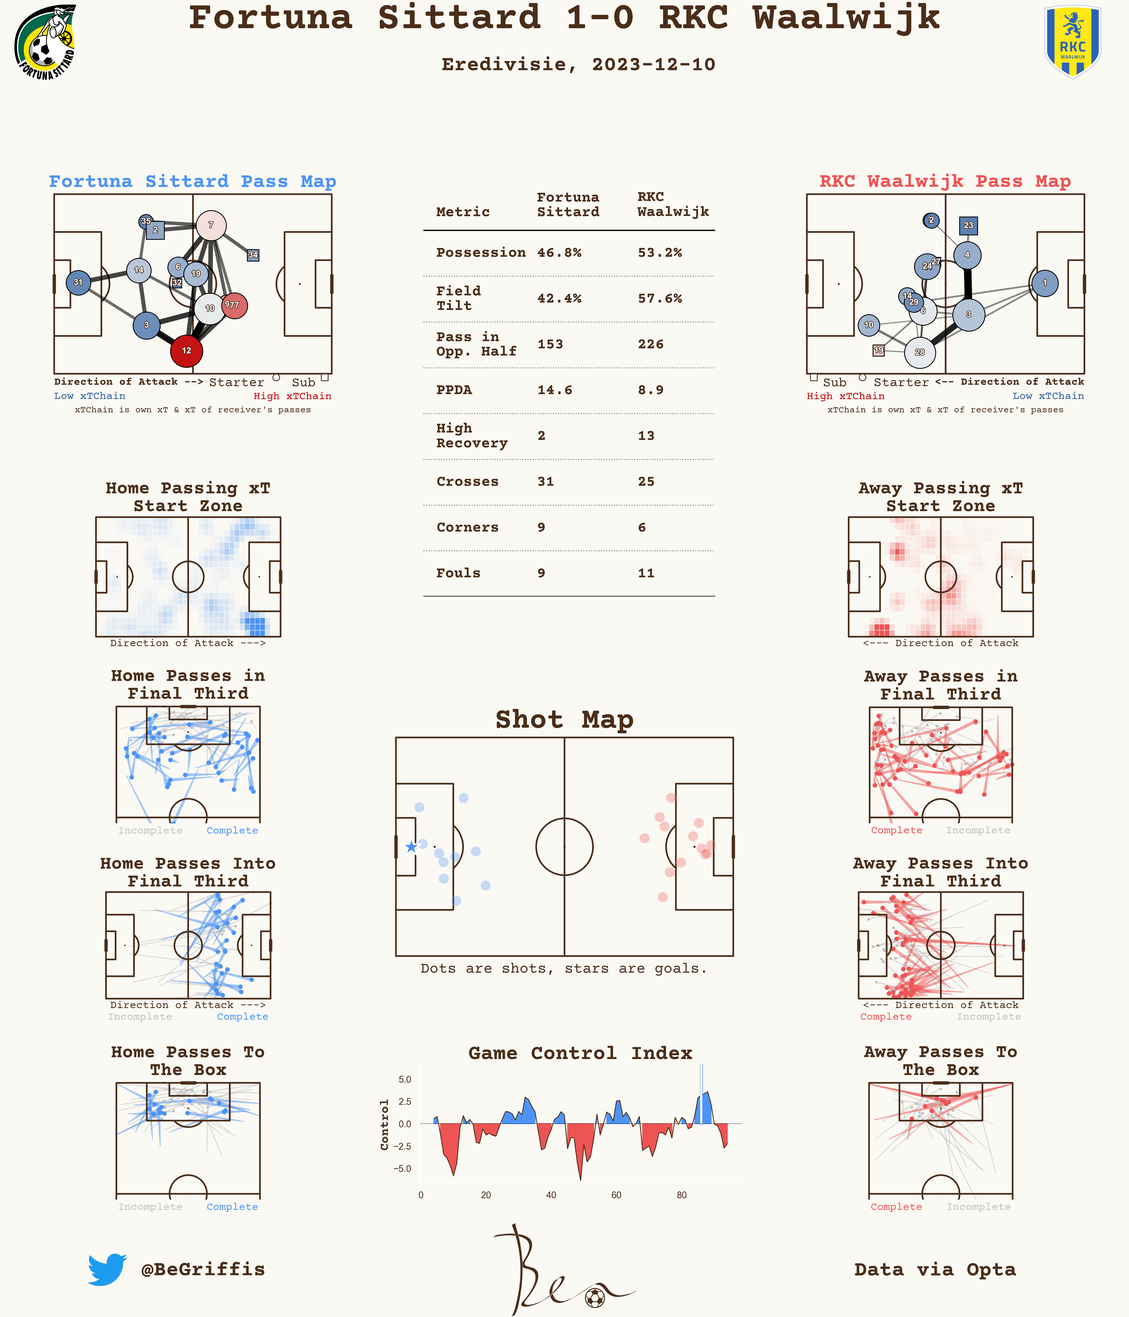 Fortuna Sittard 1-0 RKC Waalwijk
Eredivisie, 2023-12-10
FORTUNA SITTARD
RKC
WAALWIJK
Fortuna Sittard Pass Map
35
2
7
34
14
6
19
32
31
10
9
77
3
12
Direction of Attack --> Starter Sub
Low xTChain High xTChain
xTChain is own xT & xT of receiver's passes
Metric Fortuna Sittard RKC Waalwijk
Possession 46.8% 53.2%
Field Tilt 42.4% 57.6%
Pass in Opp. Half 153 226
PPDA 14.6 8.9
High Recovery 2 13
Crosses 31 25
Corners 9 6
Fouls 9 11
RKC Waalwijk Pass Map
2
23
4
24
1
14
29
6
3
10
28
Sub Starter <-- Direction of Attack
High xTChain Low xTChain
xTChain is own xT & xT of receiver's passes
Home Passing xT
Start Zone
Direction of Attack --->
Away Passing xT
Start Zone
<--- Direction of Attack
Home Passes in
Final Third
Incomplete Complete
Away Passes in
Final Third
Complete Incomplete
Shot Map
Dots are shots, stars are goals.
Home Passes Into
Final Third
Direction of Attack --->
Incomplete Complete
Away Passes Into
Final Third
<--- Direction of Attack
Complete Incomplete
Home Passes To
The Box
Incomplete Complete
Game Control Index
Control
5.0
2.5
0.0
−2.5
−5.0
0 20 40 60 80
Away Passes To
The Box
Complete Incomplete
@BeGriffis
Bea
Data via Opta